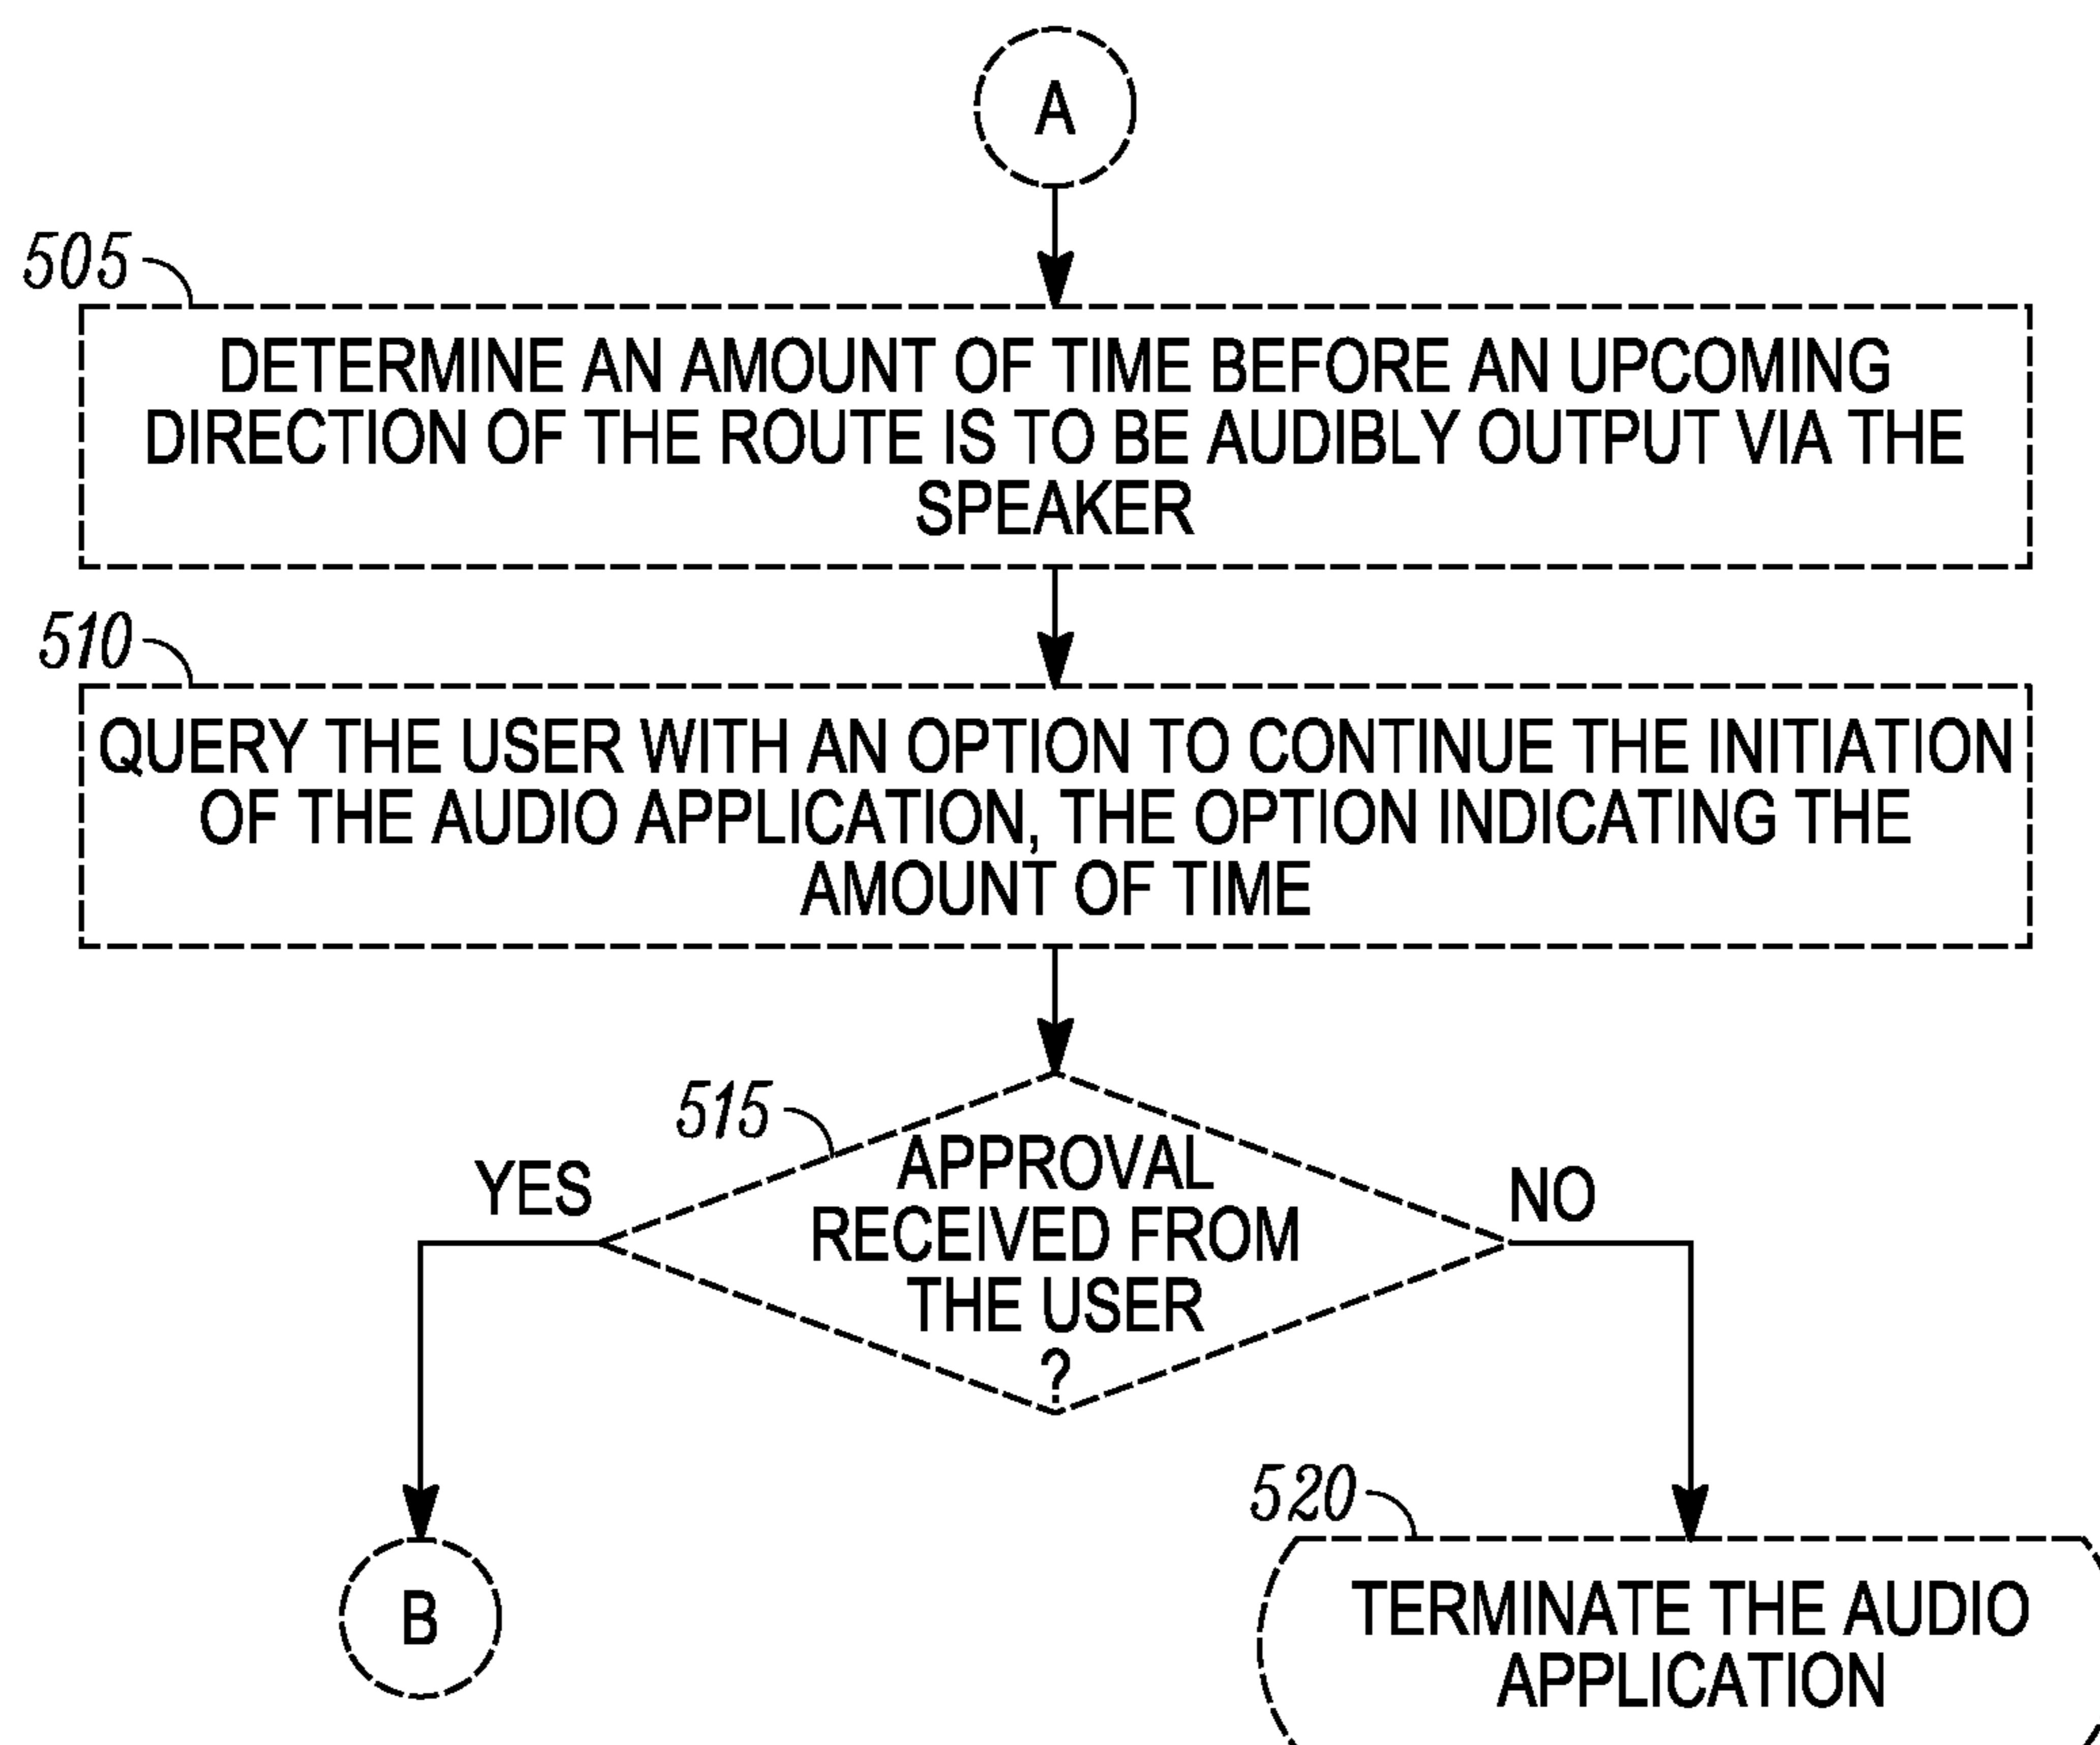 A
505
DETERMINE AN AMOUNT OF TIME BEFORE AN UPCOMING
DIRECTION OF THE ROUTE IS TO BE AUDIBLY OUTPUT VIA THE
SPEAKER
510
QUERY THE USER WITH AN OPTION TO CONTINUE THE INITIATION
OF THE AUDIO APPLICATION, THE OPTION INDICATING THE
AMOUNT OF TIME
515
APPROVAL
RECEIVED FROM
THE USER
?
YES
NO
B
520
TERMINATE THE AUDIO
APPLICATION